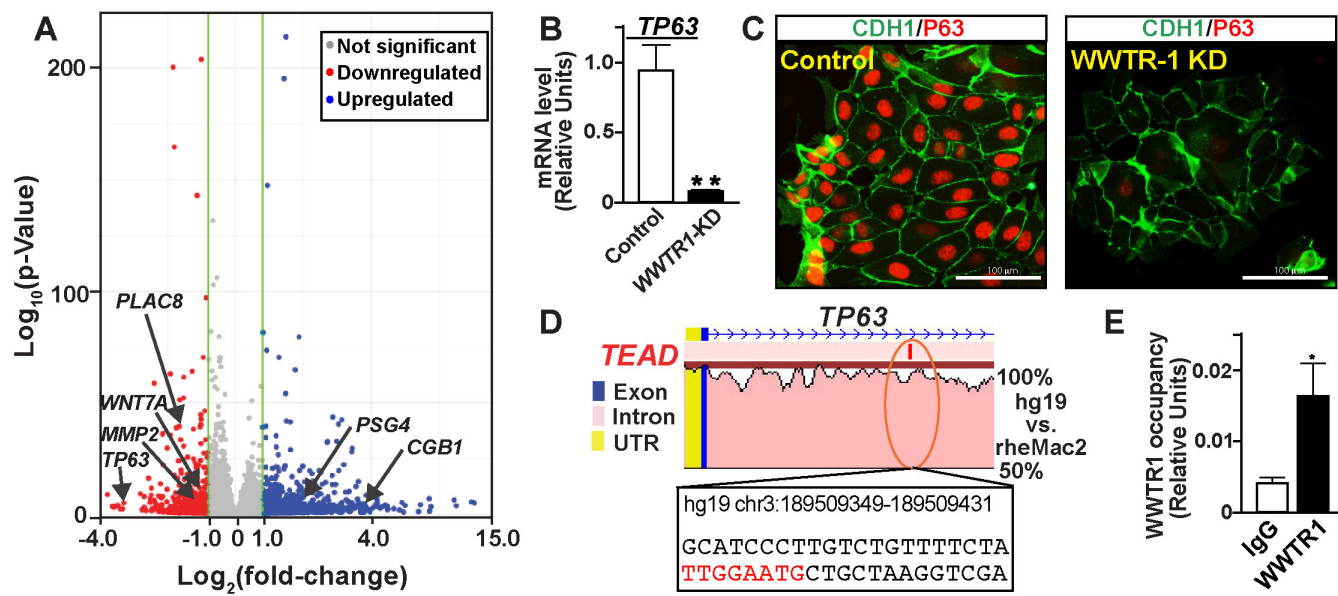 A
Log10(p-Value)
200
100
0
Not significant
Downregulated
Upregulated
PLAC8
WNT7A
MMP2
TP63
PSG4
CGB1
-4.0
-1.0
0
1.0
4.0
15.0
Log2(fold-change)
B
TP63
mRNA level
(Relative Units)
1.0
0.5
0
**
Control
WWTR1-KD
C
CDH1/P63
Control
100 µm
CDH1/P63
WWTR-1 KD
100 µm
D
TP63
TEAD
Exon
Intron
UTR
100%
hg19
vs.
rheMac2
50%
hg19 chr3:189509349-189509431
GCATCCCTTGTCTGTTTTCTA
TTGGAATGCTGCTAAGGTCGA
E
WWTR1 occupancy
(Relative Units)
0.02
0.01
0
*
IgG
WWTR1